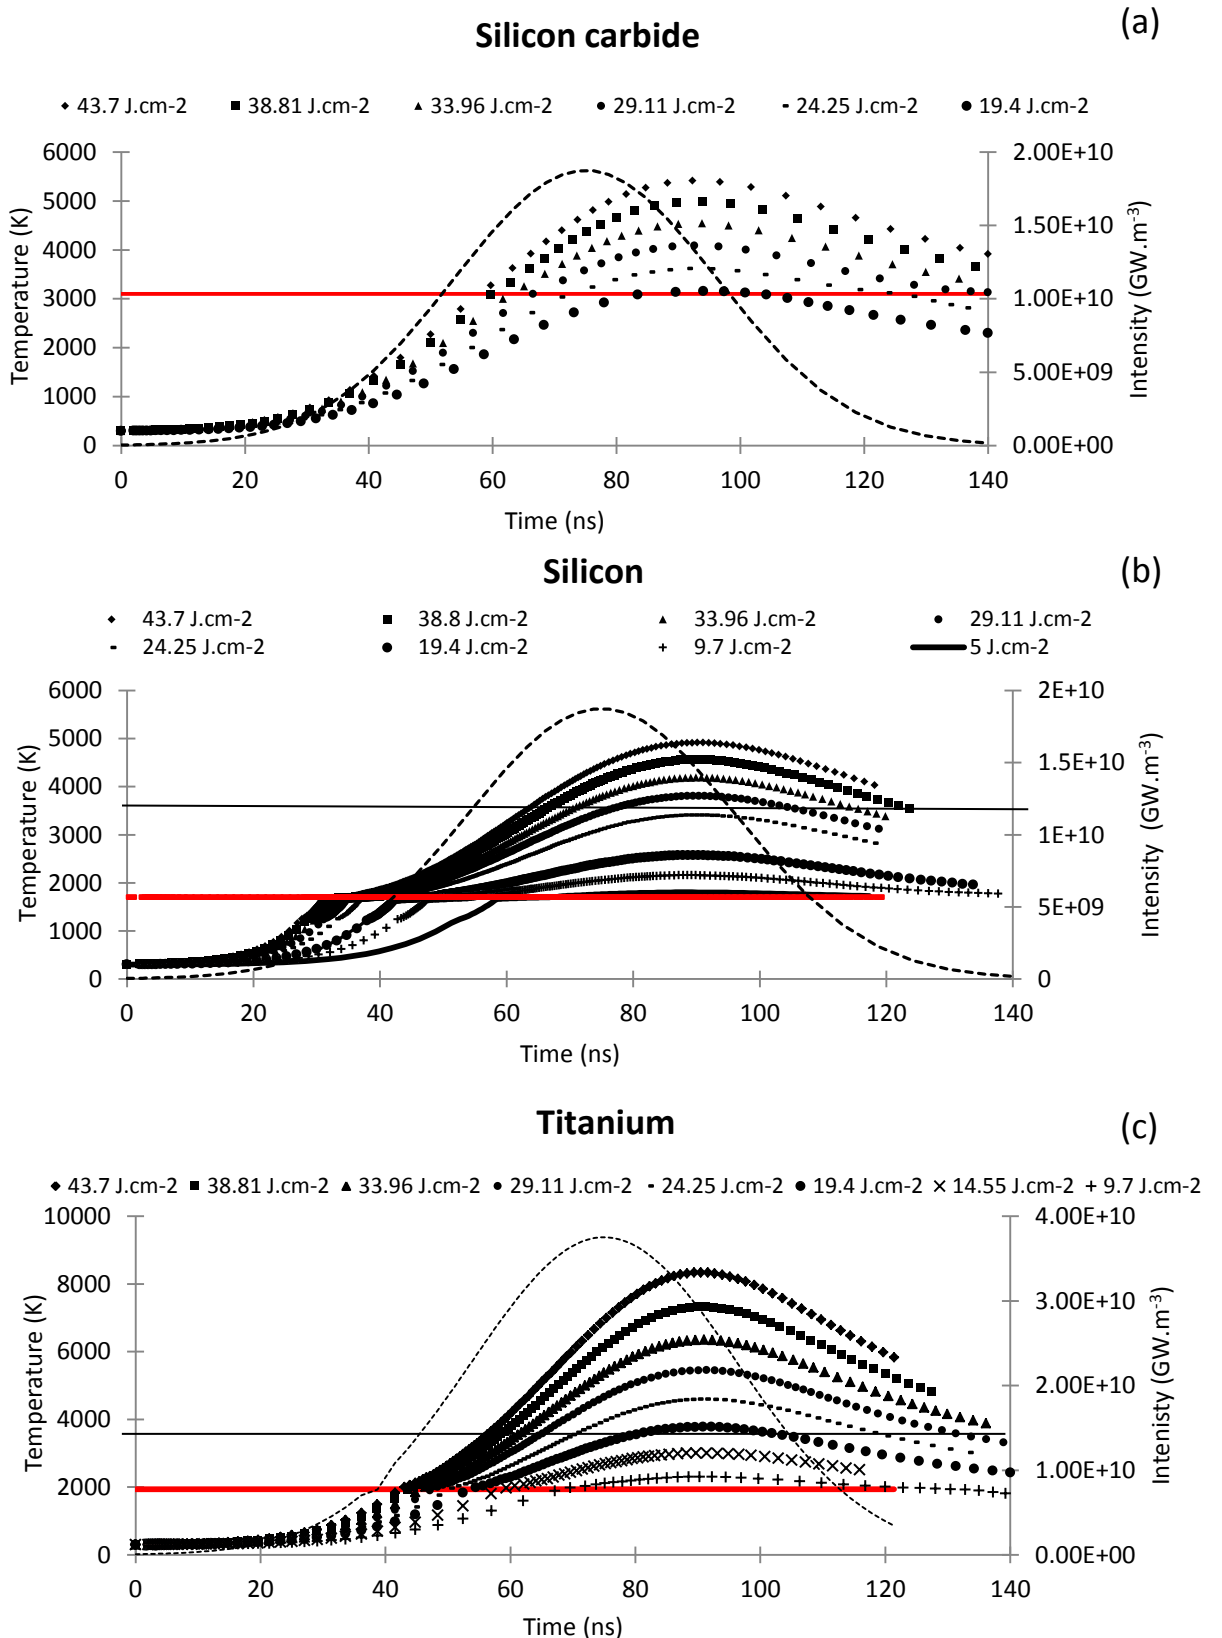 (a)
Silicon carbide
43.7 J.cm-2 38.81 J.cm-2 33.96 J.cm-2 29.11 J.cm-2 24.25 J.cm-2 19.4 J.cm-2
6000
5000
4000
3000
2000
1000
0
Temperature (K)
2.00E+10
1.50E+10
1.00E+10
5.00E+09
0.00E+00
Intensity (GW.m-3)
0 20 40 60 80 100 120 140
Time (ns)
(b)
Silicon
43.7 J.cm-2 38.8 J.cm-2 33.96 J.cm-2 29.11 J.cm-2
24.25 J.cm-2 19.4 J.cm-2 9.7 J.cm-2 5 J.cm-2
6000
5000
4000
3000
2000
1000
0
Temperature (K)
2E+10
1.5E+10
1E+10
5E+09
0
Intensity (GW.m-3)
0 20 40 60 80 100 120 140
Time (ns)
(c)
Titanium
43.7 J.cm-2 38.81 J.cm-2 33.96 J.cm-2 29.11 J.cm-2 24.25 J.cm-2 19.4 J.cm-2 14.55 J.cm-2 9.7 J.cm-2
10000
8000
6000
4000
2000
0
Temperature (K)
4.00E+10
3.00E+10
2.00E+10
1.00E+10
0.00E+00
Intenisty (GW.m-3)
0 20 40 60 80 100 120 140
Time (ns)